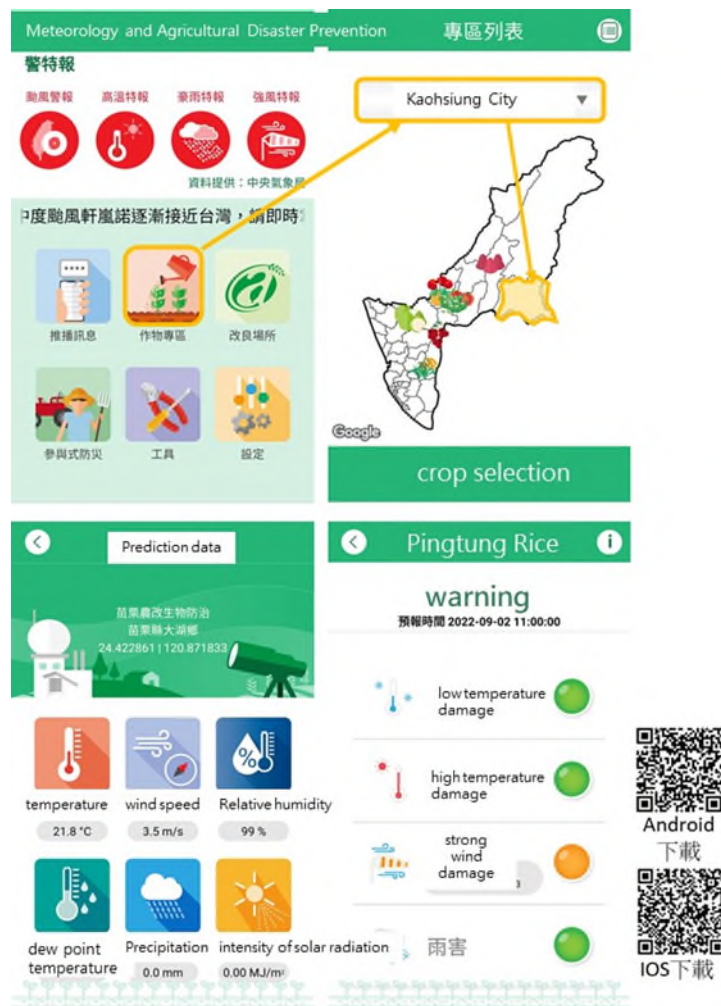 Meteorology and Agricultural Disaster Prevention
專區列表
警特報
颱風警報 高溫特報 豪雨特報 強風特報
資料提供：中央氣象局
中度颱風軒嵐諾逐漸接近台灣，請即時
推播訊息 作物專區 改良場所
參與式防災 工具 設定
Kaohsiung City
Google
crop selection
Prediction data
苗栗農改生物防治
苗栗縣大湖鄉
24.422861 | 120.871833
temperature wind speed Relative humidity
21.8 °C 3.5 m/s 99 %
dew point temperature
Precipitation intensity of solar radiation
0.0 mm 0.00 MJ/m²
Pingtung Rice
warning
預報時間 2022-09-02 11:00:00
low temperature
damage
high temperature
damage
strong
wind
damage
雨害
Android
下載
IOS下載